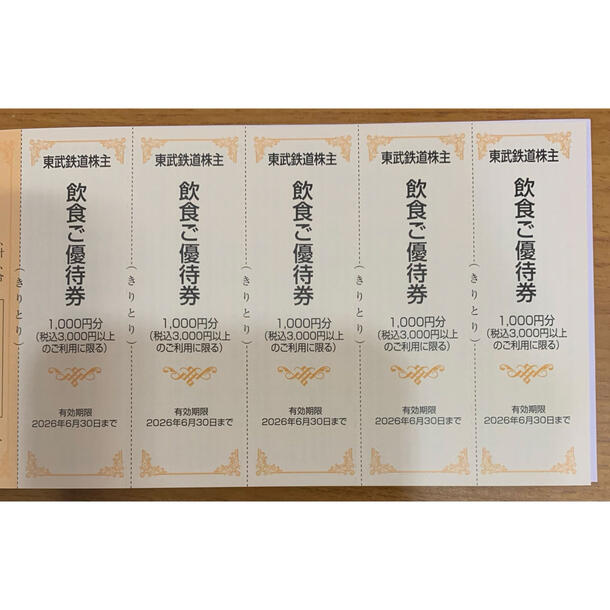 東武鉄道株主
飲食ご優待券
1,000円分
(税込3,000円以上
のご利用に限る)
有効期限
2026年6月30日まで
(きりとり)
東武鉄道株主
飲食ご優待券
1,000円分
(税込3,000円以上
のご利用に限る)
有効期限
2026年6月30日まで
(きりとり)
東武鉄道株主
飲食ご優待券
1,000円分
(税込3,000円以上
のご利用に限る)
有効期限
2026年6月30日まで
(きりとり)
東武鉄道株主
飲食ご優待券
1,000円分
(税込3,000円以上
のご利用に限る)
有効期限
2026年6月30日まで
(きりとり)
東武鉄道株主
飲食ご優待券
1,000円分
(税込3,000円以上
のご利用に限る)
有効期限
2026年6月30日まで
(きりとり)